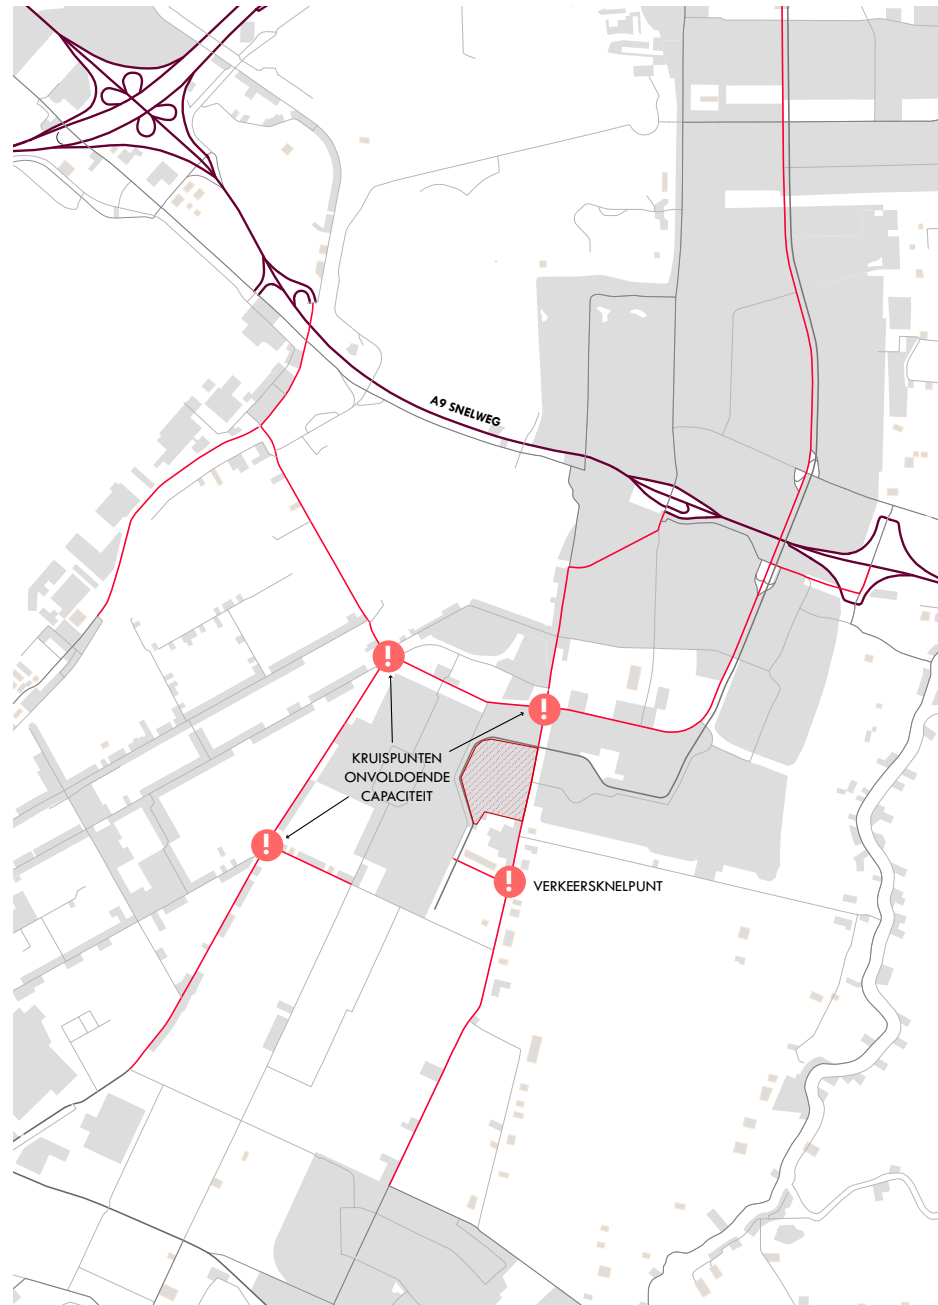 A9 SNELWEG
KRUISPUNTEN
ONVOLDOENDE
CAPACITEIT
VERKEERSKNELPUNT